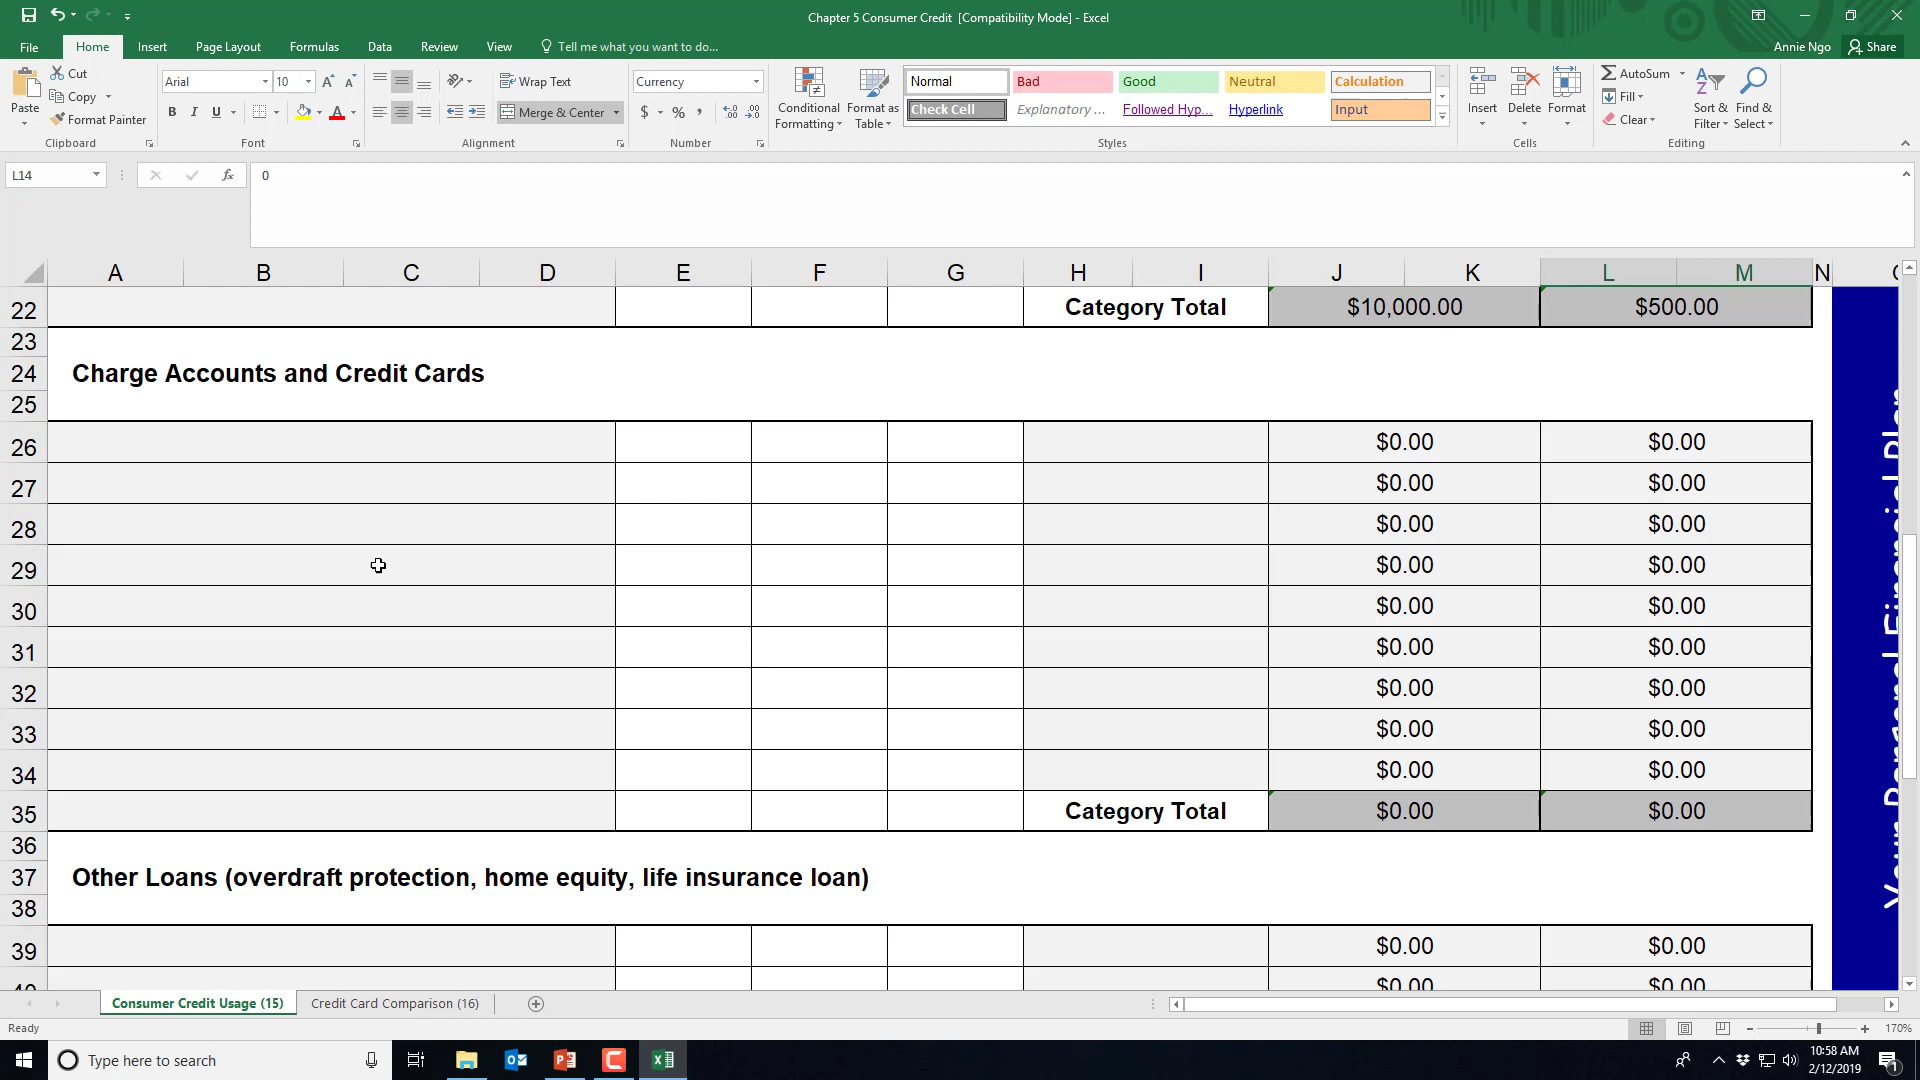 Chapter 5 Consumer Credit [Compatibility Mode] - Excel
File Home Insert Page Layout Formulas Data Review View Tell me what you want to do... Annie Ngo Share
Paste Cut Copy Format Painter Clipboard
Arial 10 B I U A Font
Wrap Text Merge & Center Alignment
Currency $ % , Number
Conditional Formatting Format as Table
Normal Bad Good Neutral Calculation
Check Cell Explanatory ... Followed Hyp... Hyperlink Input
Styles
Insert Delete Format Cells
AutoSum Fill Clear Sort & Filter Find & Select Editing
L14 fx 0
A B C D E F G H I J K L M N
22 Category Total $10,000.00 $500.00
23
24 Charge Accounts and Credit Cards
25
26 $0.00 $0.00
27 $0.00 $0.00
28 $0.00 $0.00
29 $0.00 $0.00
30 $0.00 $0.00
31 $0.00 $0.00
32 $0.00 $0.00
33 $0.00 $0.00
34 $0.00 $0.00
35 Category Total $0.00 $0.00
36
37 Other Loans (overdraft protection, home equity, life insurance loan)
38
39 $0.00 $0.00
40 $0.00 $0.00
Your Personal Financial Plan
Consumer Credit Usage (15) Credit Card Comparison (16)
Ready 170%
Type here to search
10:58 AM
2/12/2019
1